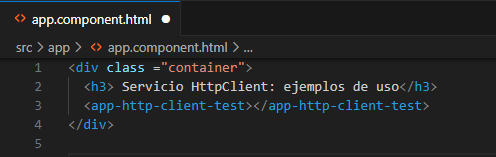 <> app.component.html ●
src > app > <> app.component.html > ...
1 <div class ="container">
2   <h3> Servicio HttpClient: ejemplos de uso</h3>
3   <app-http-client-test></app-http-client-test>
4 </div>
5